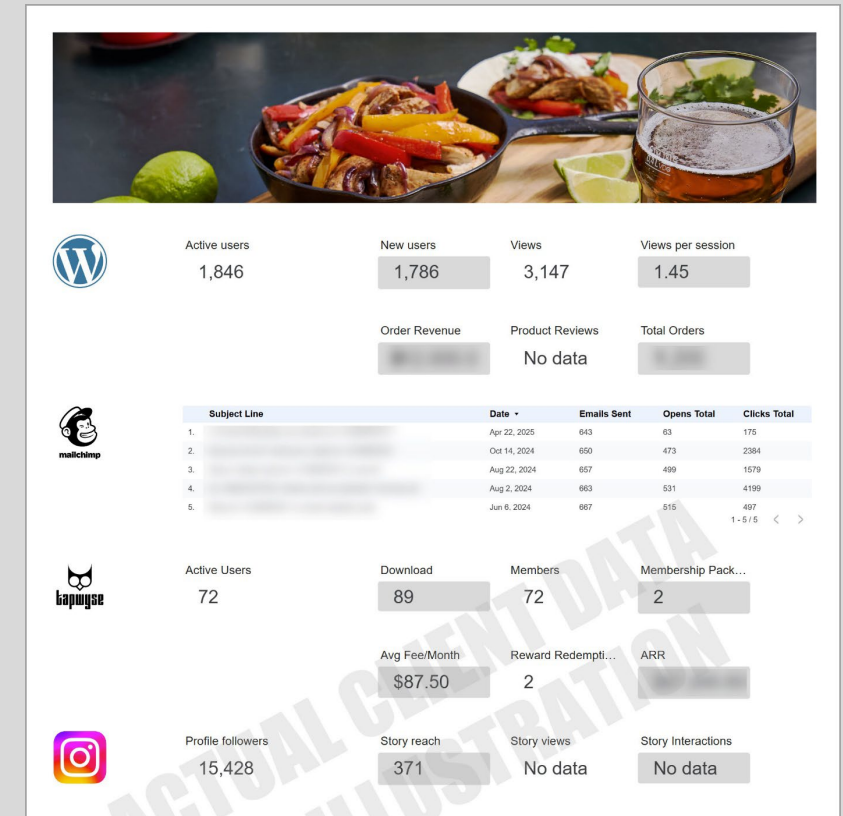 Active users New users Views Views per session
1,846 1,786 3,147 1.45
Order Revenue Product Reviews Total Orders
No data
mailchimp
Subject Line Date Emails Sent Opens Total Clicks Total
1. Apr 22, 2025 643 63 175
2. Oct 14, 2024 650 473 2384
3. Aug 22, 2024 657 499 1579
4. Aug 2, 2024 663 531 4199
5. Jun 6, 2024 667 515 497
1 - 5 / 5 < >
tapwyse
Active Users Download Members Membership Pack...
72 89 72 2
Avg Fee/Month Reward Redempti... ARR
$87.50 2
Profile followers Story reach Story views Story Interactions
15,428 371 No data No data
ACTUAL CLIENT DATA
ILLUSTRATION